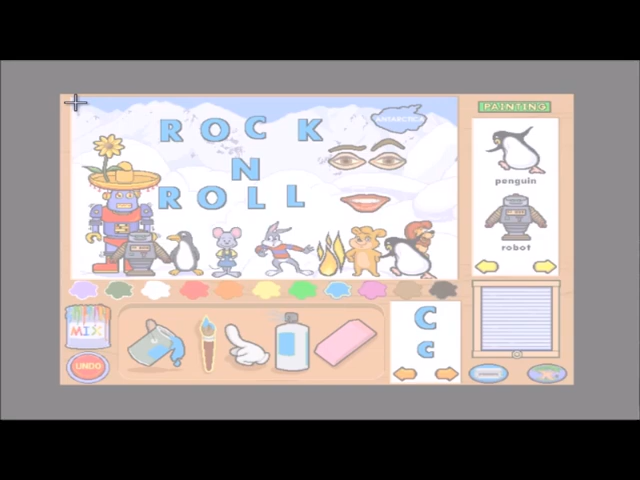 PAINTING
ANTARCTICA
ROCK
N
ROLL
penguin
robot
MIX
UNDO
C
c